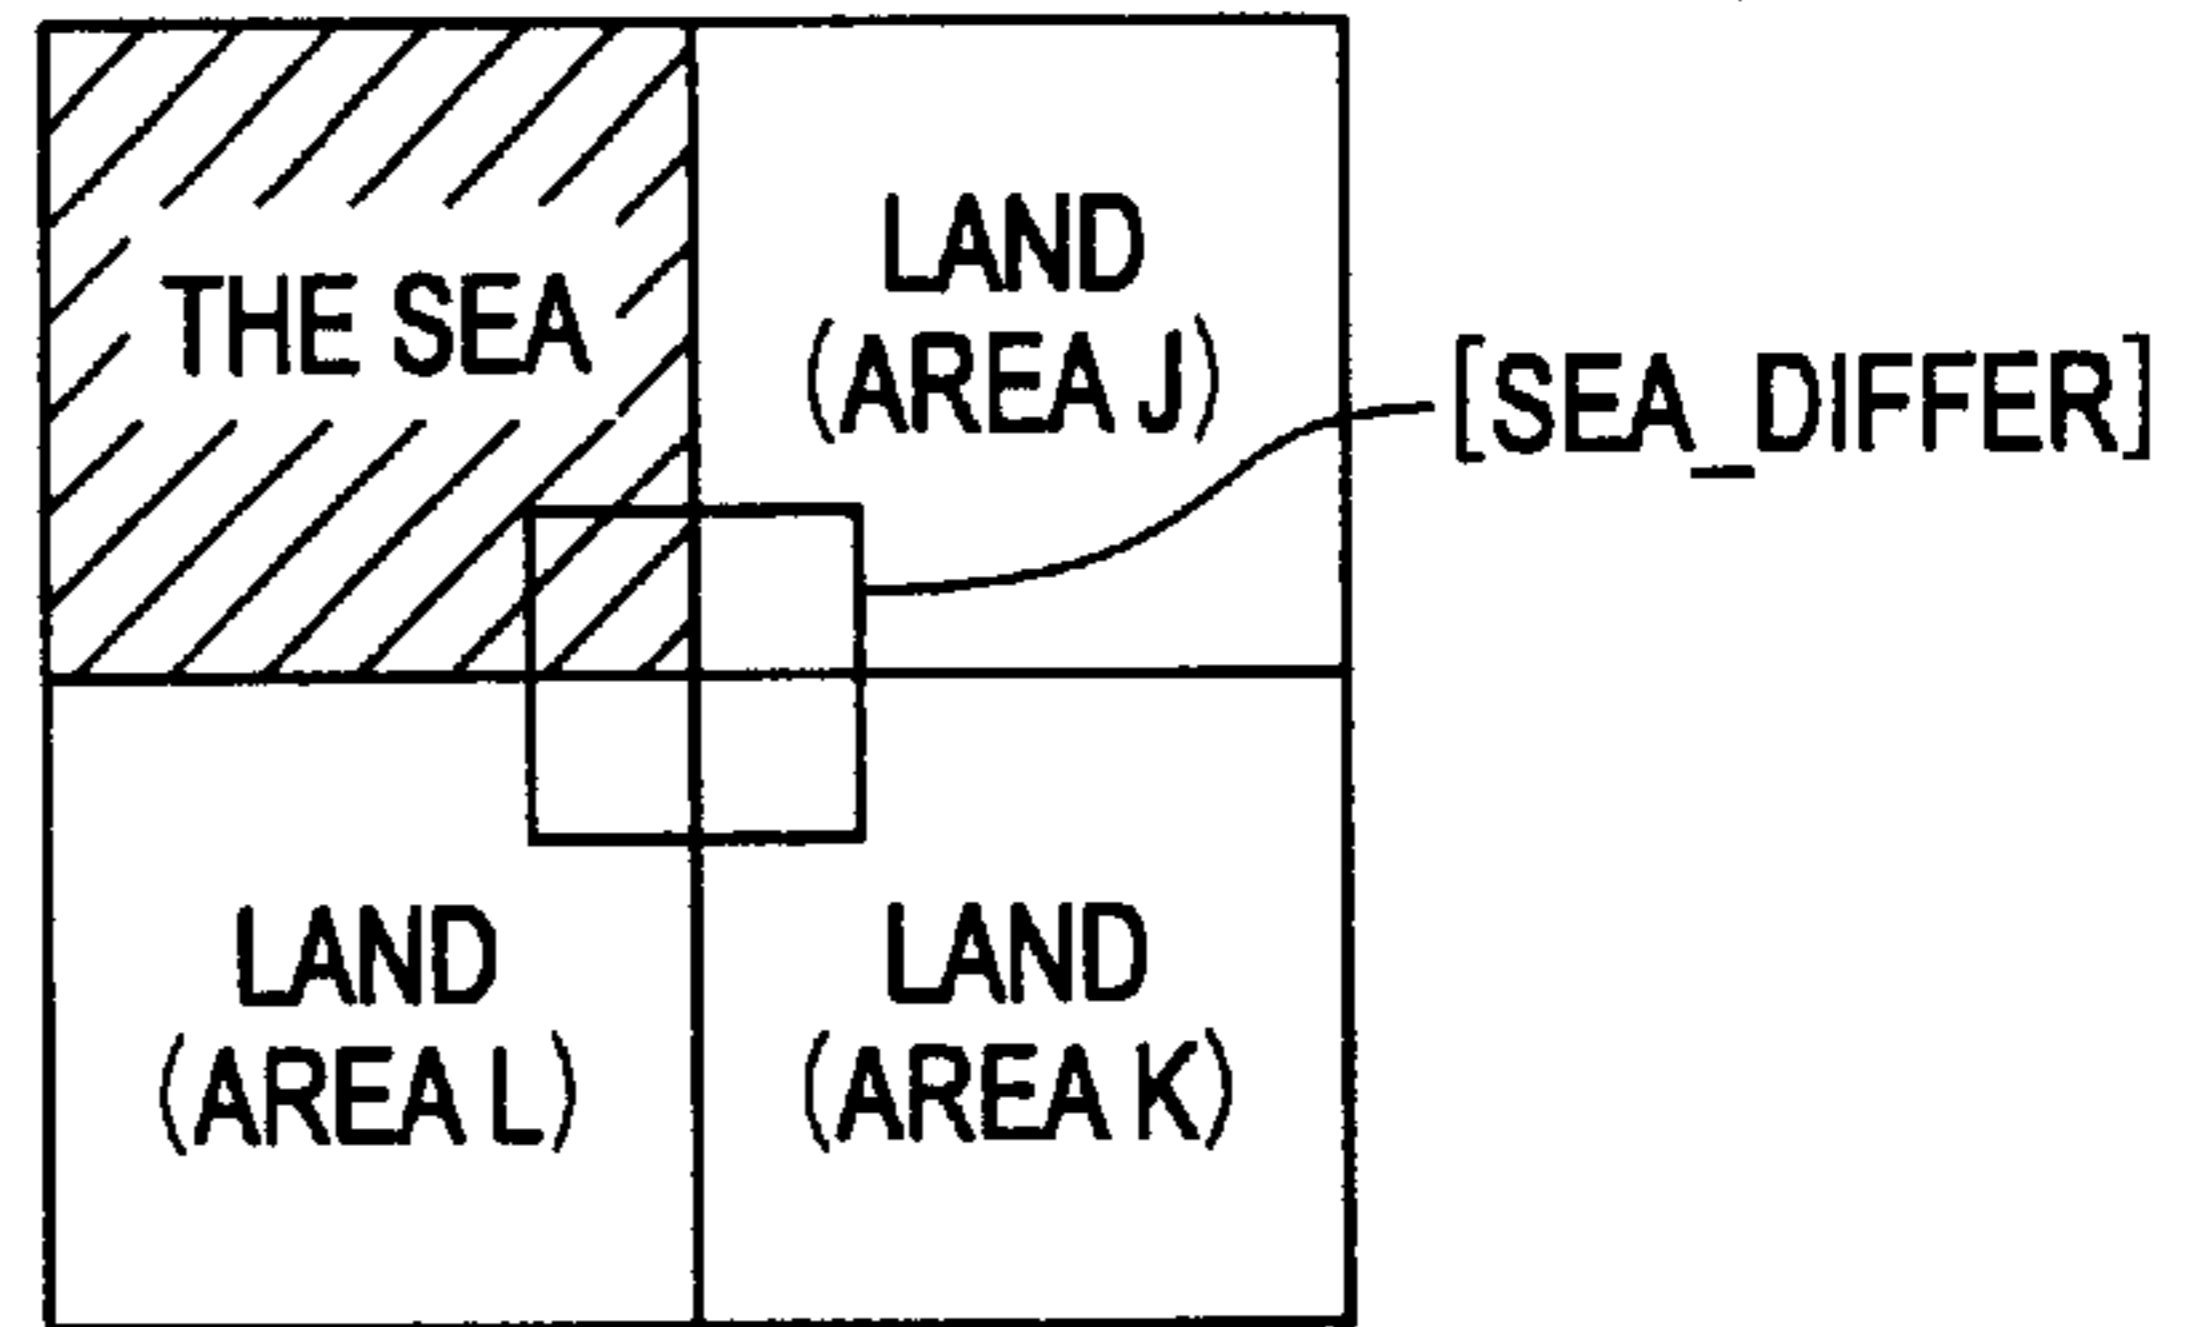 THE SEA
LAND
(AREA J)
[SEA_DIFFER]
LAND
(AREA L)
LAND
(AREA K)